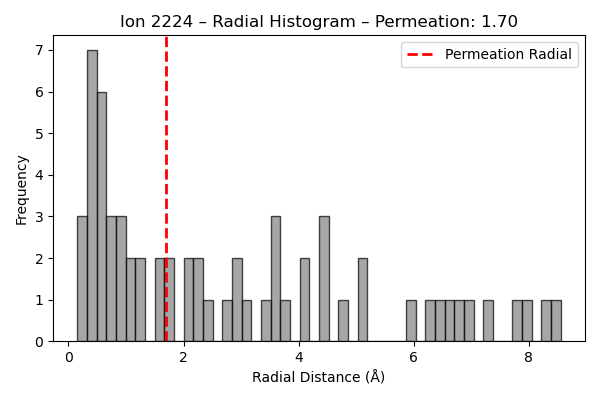 Ion 2224 – Radial Histogram – Permeation: 1.70
Permeation Radial
Frequency
7
6
5
4
3
2
1
0
0 2 4 6 8
Radial Distance (Å)